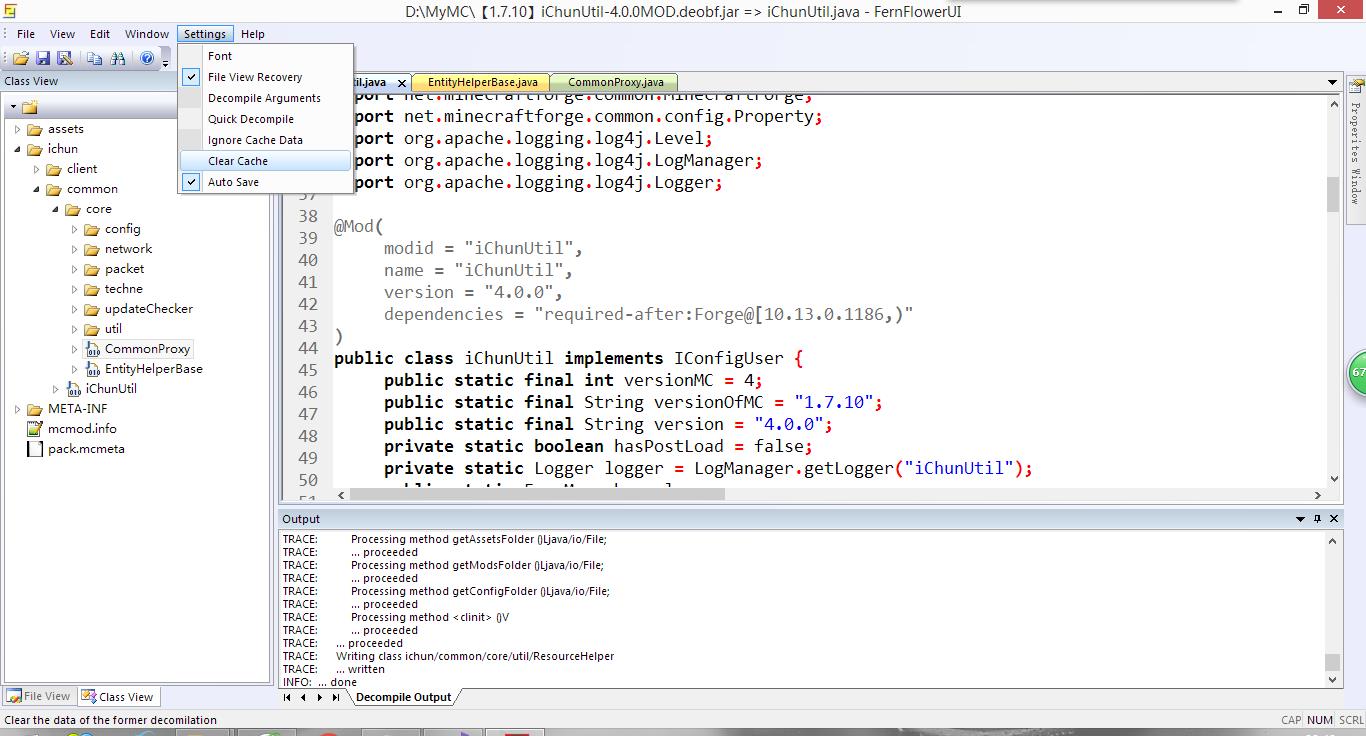 D:\MyMC\【1.7.10】iChunUtil-4.0.0MOD.deobf.jar => iChunUtil.java - FernFlowerUI
File View Edit Window Settings Help
Font
File View Recovery
Decompile Arguments
Quick Decompile
Ignore Cache Data
Clear Cache
Auto Save
Class View
assets
ichun
client
common
core
config
network
packet
techne
updateChecker
util
CommonProxy
EntityHelperBase
iChunUtil
META-INF
mcmod.info
pack.mcmeta
File View Class View
til.java EntityHelperBase.java CommonProxy.java
port net.minecraftforge.common.MinecraftForge;
port net.minecraftforge.common.config.Property;
port org.apache.logging.log4j.Level;
port org.apache.logging.log4j.LogManager;
port org.apache.logging.log4j.Logger;
37
38
39 @Mod(
40 modid = "iChunUtil",
41 name = "iChunUtil",
42 version = "4.0.0",
43 dependencies = "required-after:Forge@[10.13.0.1186,)"
44 )
45 public class iChunUtil implements IConfigUser {
46 public static final int versionMC = 4;
47 public static final String versionOfMC = "1.7.10";
48 public static final String version = "4.0.0";
49 private static boolean hasPostLoad = false;
50 private static Logger logger = LogManager.getLogger("iChunUtil");
51
Properties Window
67
Output
TRACE: Processing method getAssetsFolder ()Ljava/io/File;
TRACE: ... proceeded
TRACE: Processing method getModsFolder ()Ljava/io/File;
TRACE: ... proceeded
TRACE: Processing method getConfigFolder ()Ljava/io/File;
TRACE: ... proceeded
TRACE: Processing method <clinit> ()V
TRACE: ... proceeded
TRACE: ... proceeded
TRACE: Writing class ichun/common/core/util/ResourceHelper
TRACE: ... written
INFO: ... done
Decompile Output
Clear the data of the former decomilation
CAP NUM SCRL